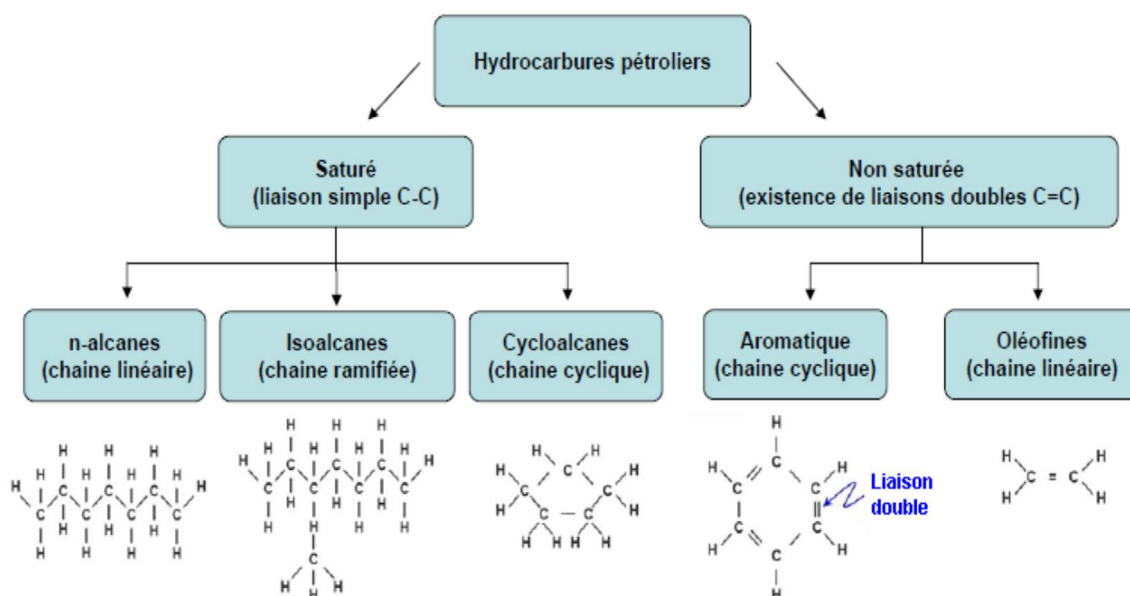 Hydrocarbures pétroliers
Saturé
(liaison simple C-C)
Non saturée
(existence de liaisons doubles C=C)
n-alcanes
(chaine linéaire)
Isoalcanes
(chaine ramifiée)
Cycloalcanes
(chaine cyclique)
Aromatique
(chaine cyclique)
Oléofines
(chaine linéaire)
H H H
H H H H
H C C C H
C C C C
H H H
H H H H
H H H
H H H H
H C C C H
C C C C
H H H
H H H
C
H H H
H H
H C H
C C
H C C H
H H H H
H
H C H
C C
C C
H C H
H
Liaison
double
H H
C = C
H H